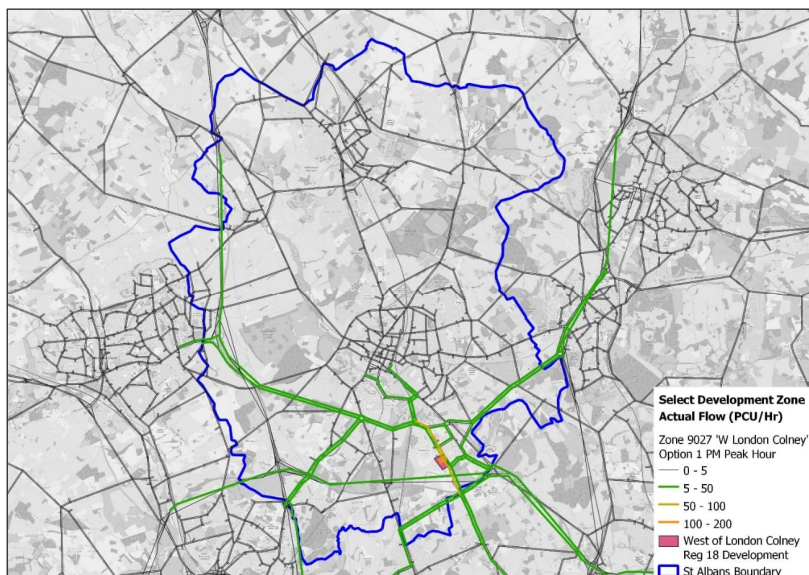 Select Development Zone
Actual Flow (PCU/Hr)
Zone 9027 'W London Colney'
Option 1 PM Peak Hour
0 - 5
5 - 50
50 - 100
100 - 200
West of London Colney
Reg 18 Development
St Albans Boundary